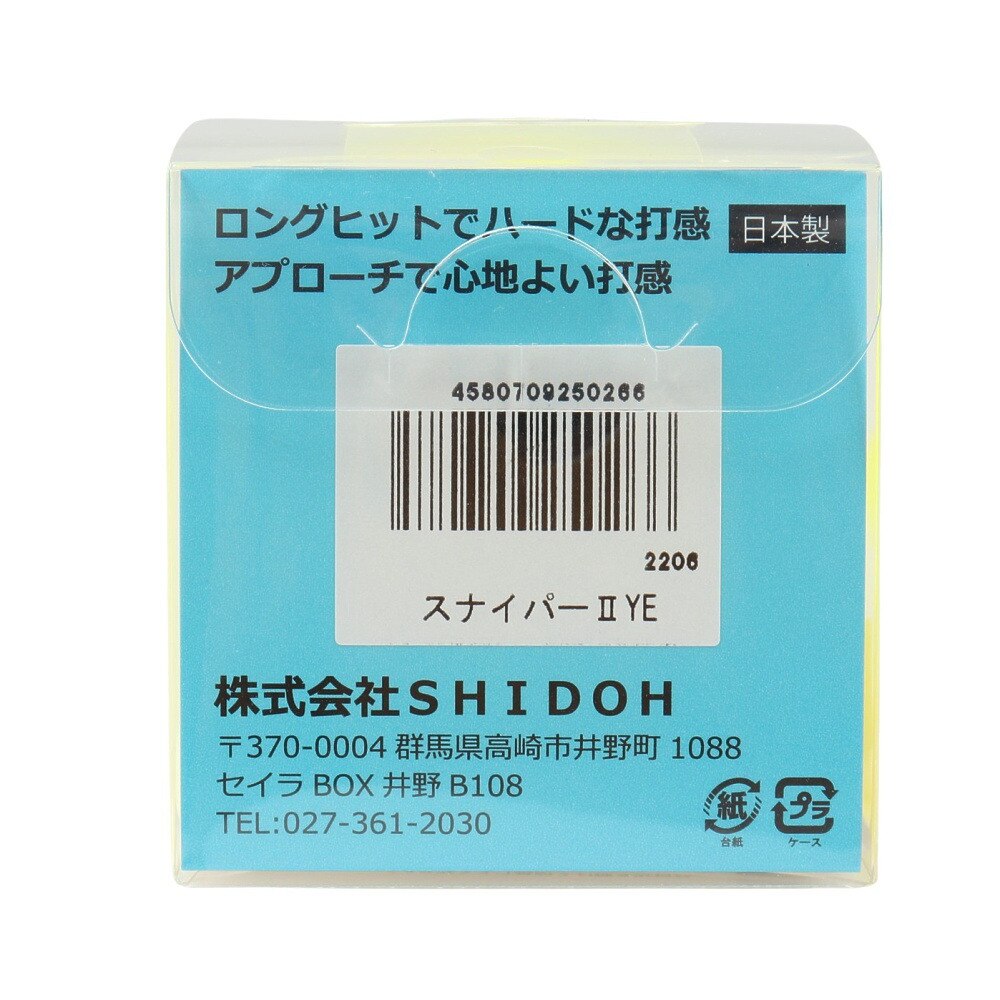 ロングヒットでハードな打感
日本製
アプローチで心地よい打感
4580709250266
2206
スナイパーⅡYE
株式会社ＳＨＩＤＯＨ
〒370-0004 群馬県高崎市井野町 1088
セイラ BOX 井野 B108
TEL:027-361-2030
紙
台紙
プラ
ケース